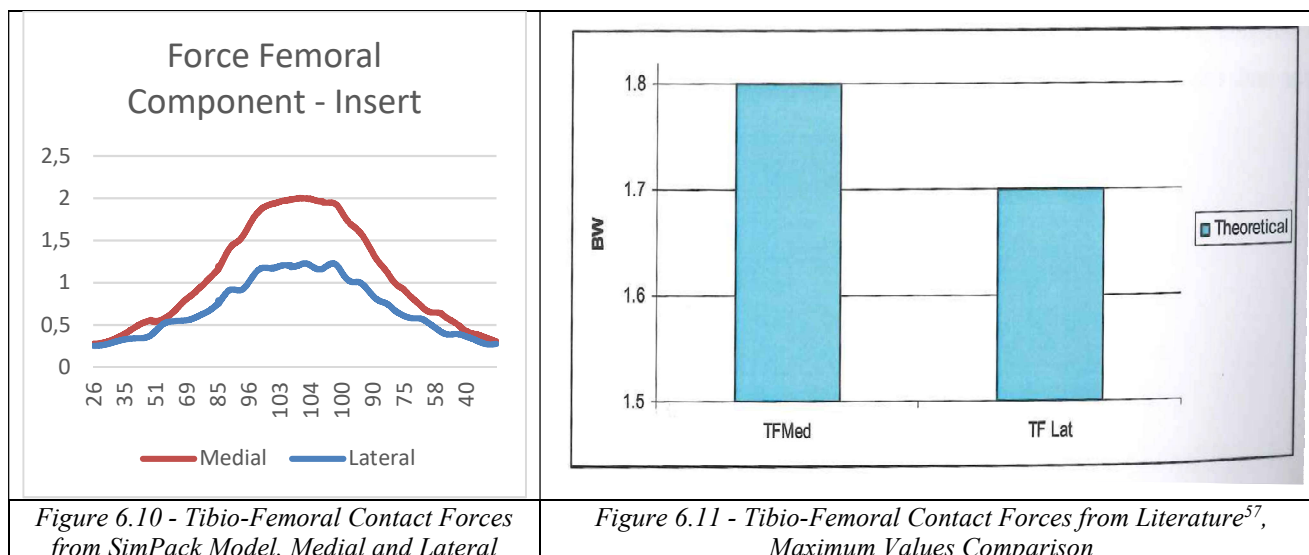 Force Femoral
Component - Insert
2,5
2
1,5
1
0,5
0
26
35
51
69
85
96
103
104
100
90
75
58
40
Medial
Lateral
1.8
1.7
1.6
1.5
BW
TFMed
TF Lat
Theoretical
Figure 6.10 - Tibio-Femoral Contact Forces
from SimPack Model, Medial and Lateral
Figure 6.11 - Tibio-Femoral Contact Forces from Literature⁵⁷,
Maximum Values Comparison